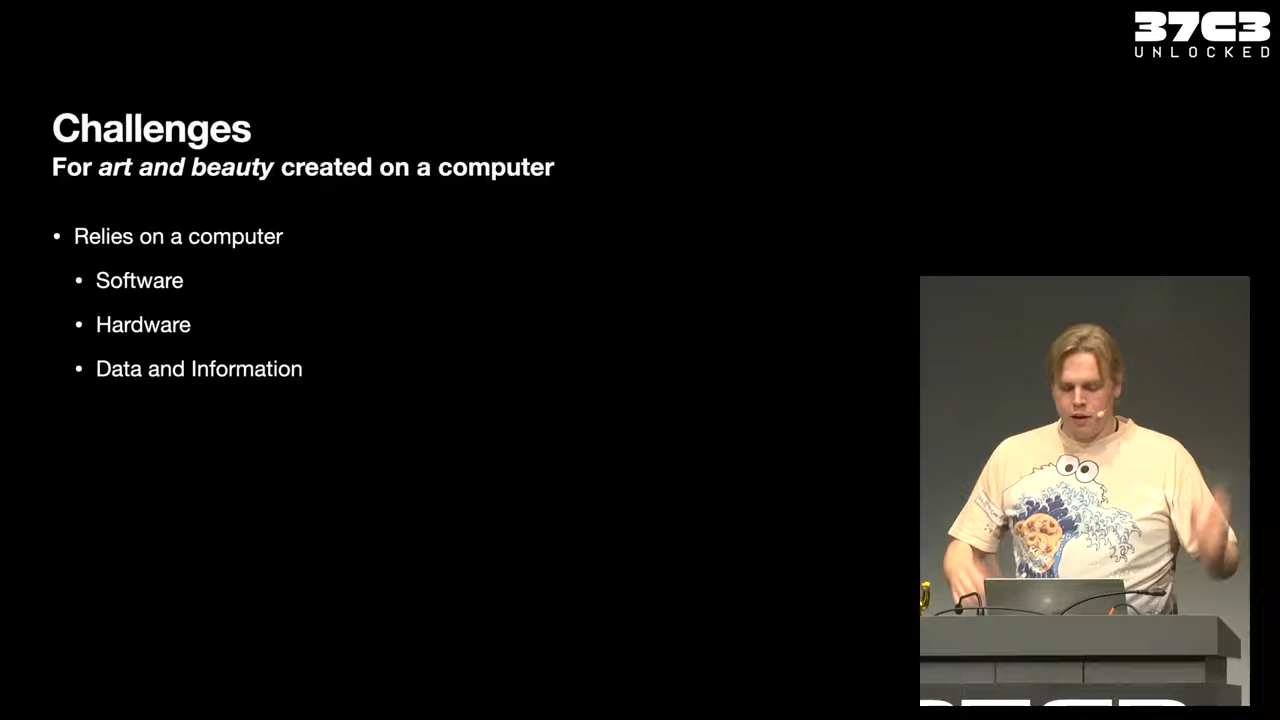 37C3
UNLOCKED
Challenges
For art and beauty created on a computer
• Relies on a computer
• Software
• Hardware
• Data and Information